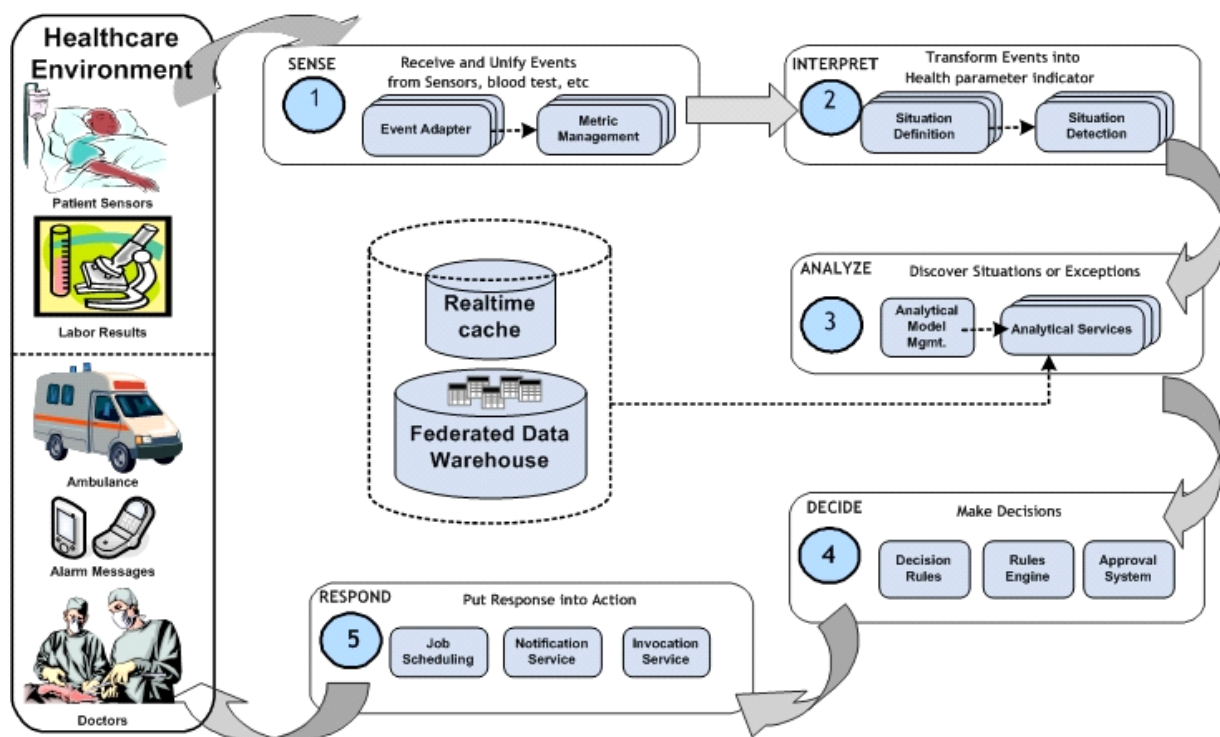 Healthcare
Environment
Patient Sensors
Labor Results
Ambulance
Alarm Messages
Doctors
SENSE
1
Receive and Unify Events
from Sensors, blood test, etc
Event Adapter
Metric
Management
INTERPRET
2
Transform Events into
Health parameter indicator
Situation
Definition
Situation
Detection
ANALYZE
3
Discover Situations or Exceptions
Analytical
Model
Mgmt.
Analytical Services
Realtime
cache
Federated Data
Warehouse
DECIDE
4
Make Decisions
Decision
Rules
Rules
Engine
Approval
System
RESPOND
5
Put Response into Action
Job
Scheduling
Notification
Service
Invocation
Service